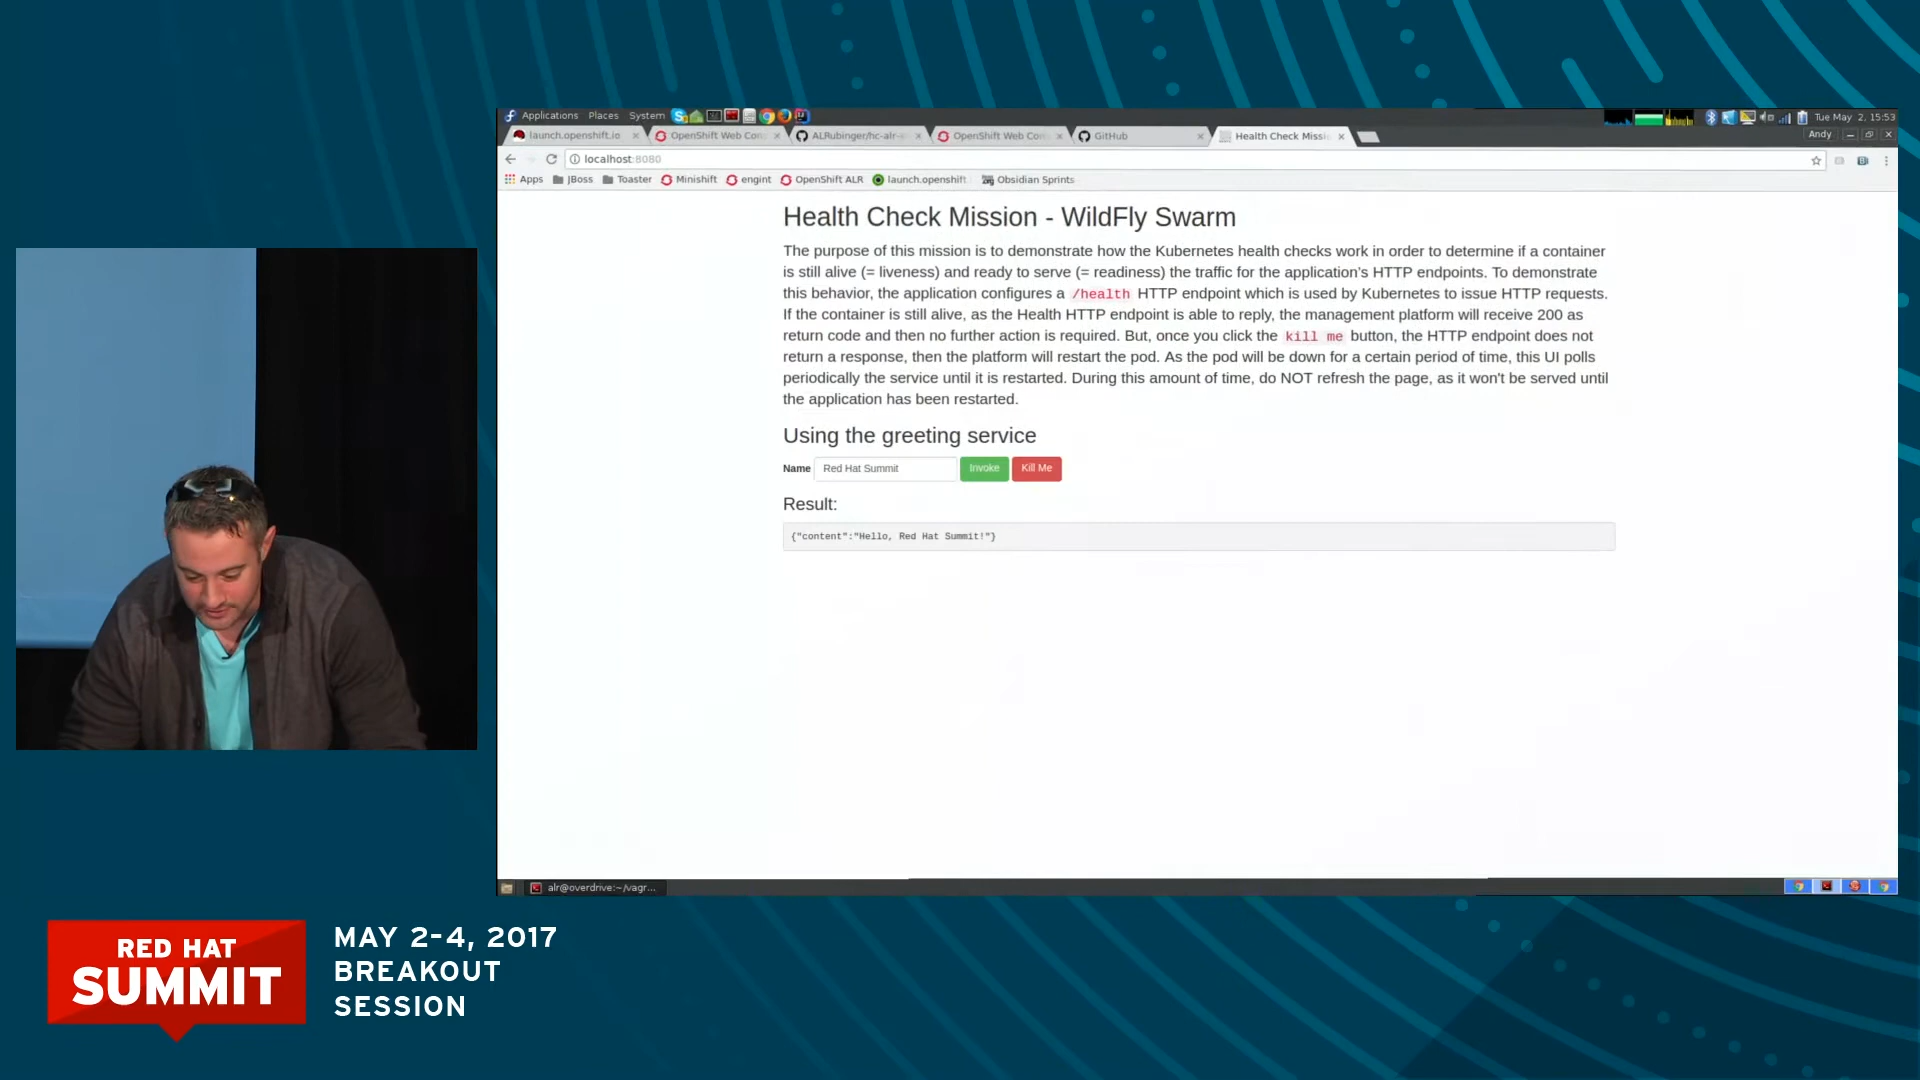 Applications Places System
Tue May 2, 15:53
launch.openshift.io
OpenShift Web Con
ALRubinger/hc-alr-
OpenShift Web Con
GitHub
Health Check Missi
Andy
localhost:8080
Apps JBoss Toaster Minishift engint OpenShift ALR launch.openshift. Obsidian Sprints
Health Check Mission - WildFly Swarm
The purpose of this mission is to demonstrate how the Kubernetes health checks work in order to determine if a container
is still alive (= liveness) and ready to serve (= readiness) the traffic for the application's HTTP endpoints. To demonstrate
this behavior, the application configures a /health HTTP endpoint which is used by Kubernetes to issue HTTP requests.
If the container is still alive, as the Health HTTP endpoint is able to reply, the management platform will receive 200 as
return code and then no further action is required. But, once you click the kill me button, the HTTP endpoint does not
return a response, then the platform will restart the pod. As the pod will be down for a certain period of time, this UI polls
periodically the service until it is restarted. During this amount of time, do NOT refresh the page, as it won't be served until
the application has been restarted.
Using the greeting service
Name Red Hat Summit Invoke Kill Me
Result:
{"content":"Hello, Red Hat Summit!"}
alr@overdrive:~/vagr...
RED HAT
SUMMIT
MAY 2-4, 2017
BREAKOUT
SESSION